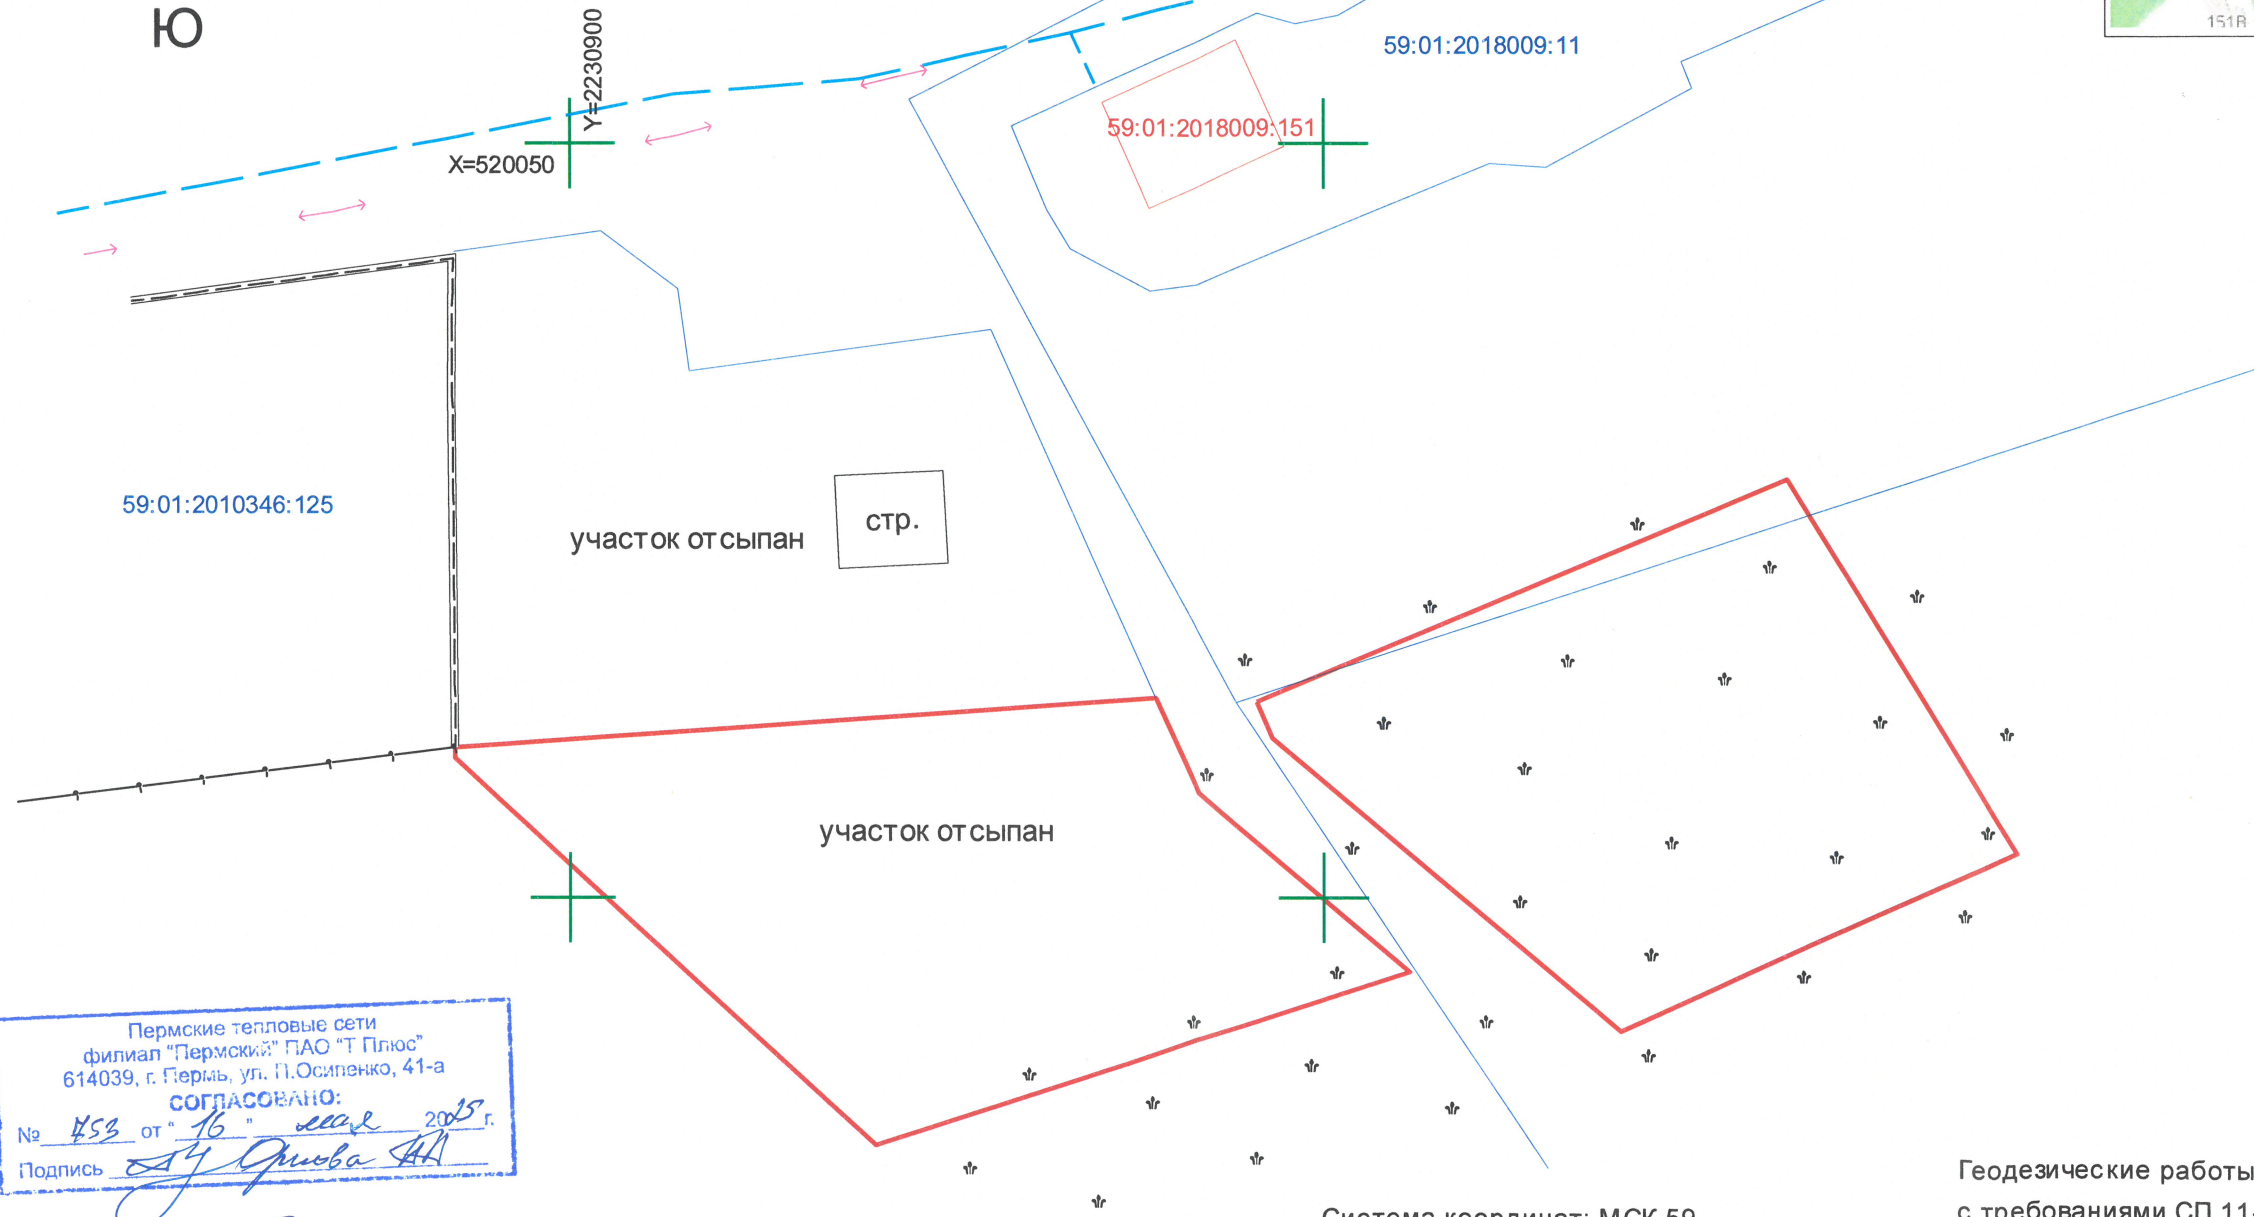 Ю
Y=2230900
X=520050
59:01:2018009:11
151R
59:01:2018009:151
59:01:2010346:125
участок отсыпан
стр.
участок отсыпан
Пермские тепловые сети
филиал "Пермский" ПАО "Т Плюс"
614039, г. Пермь, ул. П.Осипенко, 41-а
СОГЛАСОВАНО:
№ 753 от "16" мая 2025 г.
Подпись Орлова
Геодезические работы
с требованиями СП 11-
Система координат: МСК 59